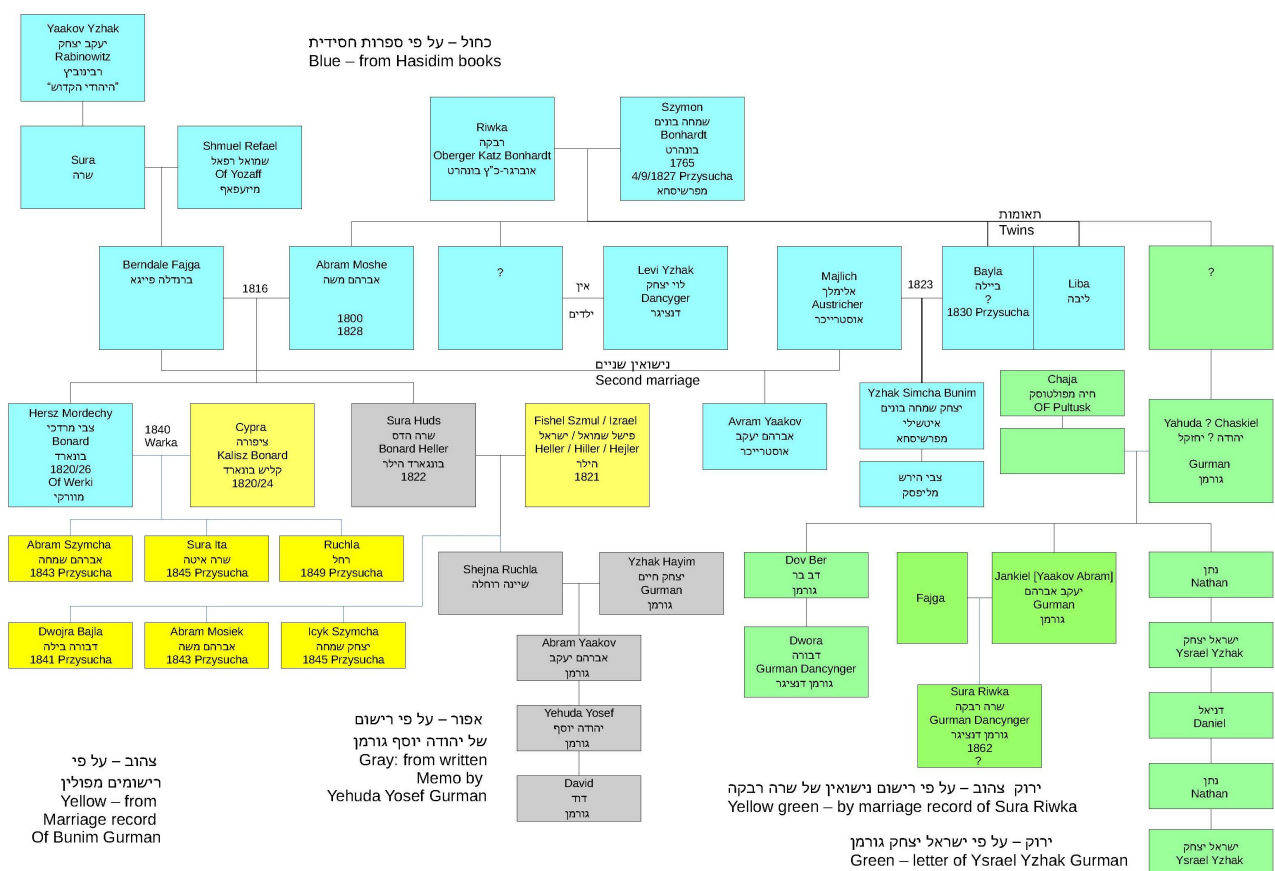 Yaakov Yzhak
יעקב יצחק
Rabinowitz
רבינוביץ
"היהודי הקדוש"
כחול – על פי ספרות חסידית
Blue – from Hasidim books
Sura
שרה
Shmuel Refael
שמואל רפאל
Of Yozaff
מיזעפאף
Riwka
רבקה
Oberger Katz Bonhardt
אוברגר-כ"ץ בונהרט
Szymon
שמחה בונים
Bonhardt
בונהרט
1765
4/9/1827 Przysucha
מפרשיסחא
תאומות
Twins
Berndale Fajga
ברנדלה פייגא
1816
Abram Moshe
אברהם משה
1800
1828
?
אין
ילדים
Levi Yzhak
לוי יצחק
Dancyger
דנציגר
Majlich
אלימלך
Austricher
אוסטרייכר
1823
Bayla
ביילה
?
1830 Przysucha
Liba
ליבה
?
נישואין שניים
Second marriage
Hersz Mordechy
צבי מרדכי
Bonard
בונארד
1820/26
Of Werki
מוורקי
1840
Warka
Cypra
ציפורה
Kalisz Bonard
קליש בונארד
1820/24
Sura Huds
שרה הדס
Bonard Heller
בונגארד הילר
1822
Fishel Szmul / Izrael
פישל שמואל / ישראל
Heller / Hiller / Hejler
הילר
1821
Avram Yaakov
אברהם יעקב
אוסטרייכר
Yzhak Simcha Bunim
יצחק שמחה בונים
איטשילי
מפרשיסחא
צבי הירש
מליפסק
Chaja
חיה מפולטוסק
OF Pultusk
Yahuda ? Chaskiel
יהודה ? יחזקל
Gurman
גורמן
Abram Szymcha
אברהם שמחה
1843 Przysucha
Sura Ita
שרה איטה
1845 Przysucha
Ruchla
רחל
1849 Przysucha
Dwojra Bajla
דבורה בילה
1841 Przysucha
Abram Mosiek
אברהם משה
1843 Przysucha
Icyk Szymcha
יצחק שמחה
1845 Przysucha
Shejna Ruchla
שיינה רוחלה
Yzhak Hayim
יצחק חיים
Gurman
גורמן
Abram Yaakov
אברהם יעקב
גורמן
Yehuda Yosef
יהודה יוסף
גורמן
David
דוד
גורמן
Dov Ber
דב בר
גורמן
Dwora
דבורה
Gurman Dancynger
גורמן דנציגר
Fajga
Jankiel [Yaakov Abram]
יעקב אברהם
Gurman
גורמן
Sura Riwka
שרה רבקה
Gurman Dancynger
גורמן דנציגר
1862
?
נתן
Nathan
ישראל יצחק
Ysrael Yzhak
דניאל
Daniel
נתן
Nathan
ישראל יצחק
Ysrael Yzhak
צהוב – על פי
רישומים מפולין
Yellow – from
Marriage record
Of Bunim Gurman
אפור – על פי רישום
של יהודה יוסף גורמן
Gray: from written
Memo by
Yehuda Yosef Gurman
ירוק צהוב – על פי רישום נישואין של שרה רבקה
Yellow green – by marriage record of Sura Riwka
ירוק – על פי ישראל יצחק גורמן
Green – letter of Ysrael Yzhak Gurman